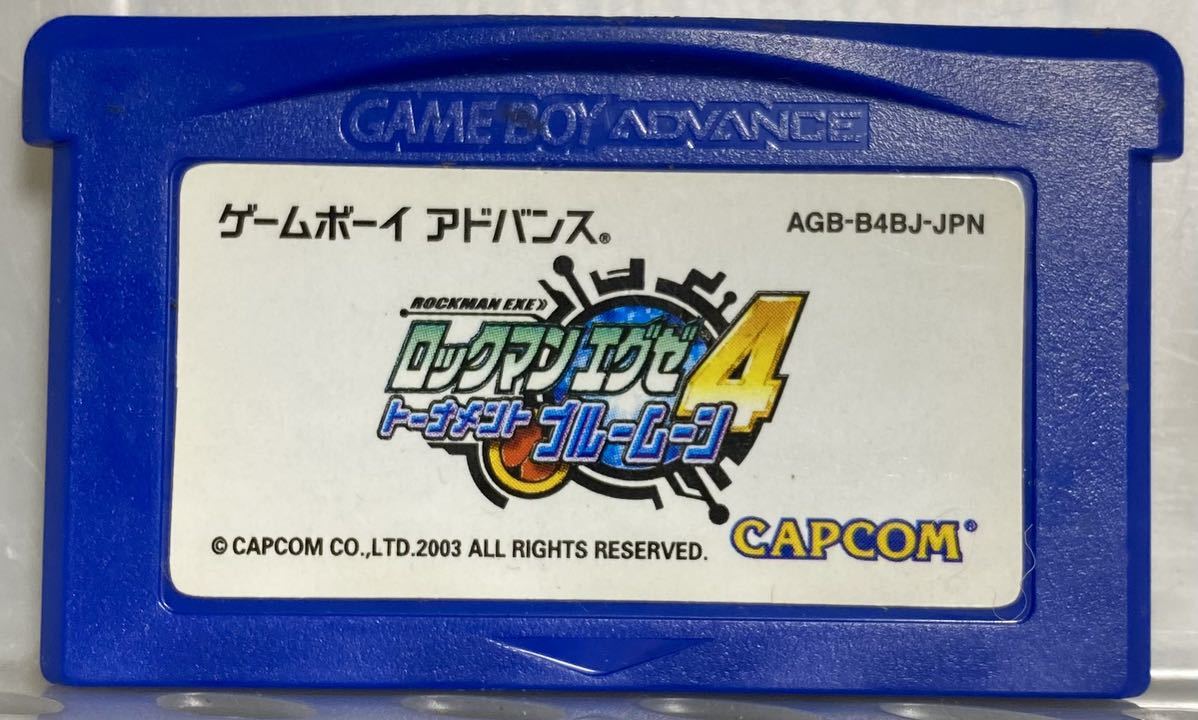 GAME BOY ADVANCE
ゲームボーイ アドバンス®
AGB-B4BJ-JPN
ROCKMAN EXE
ロックマンエグゼ4
トーナメント ブルームーン
© CAPCOM CO.,LTD.2003 ALL RIGHTS RESERVED.
CAPCOM®